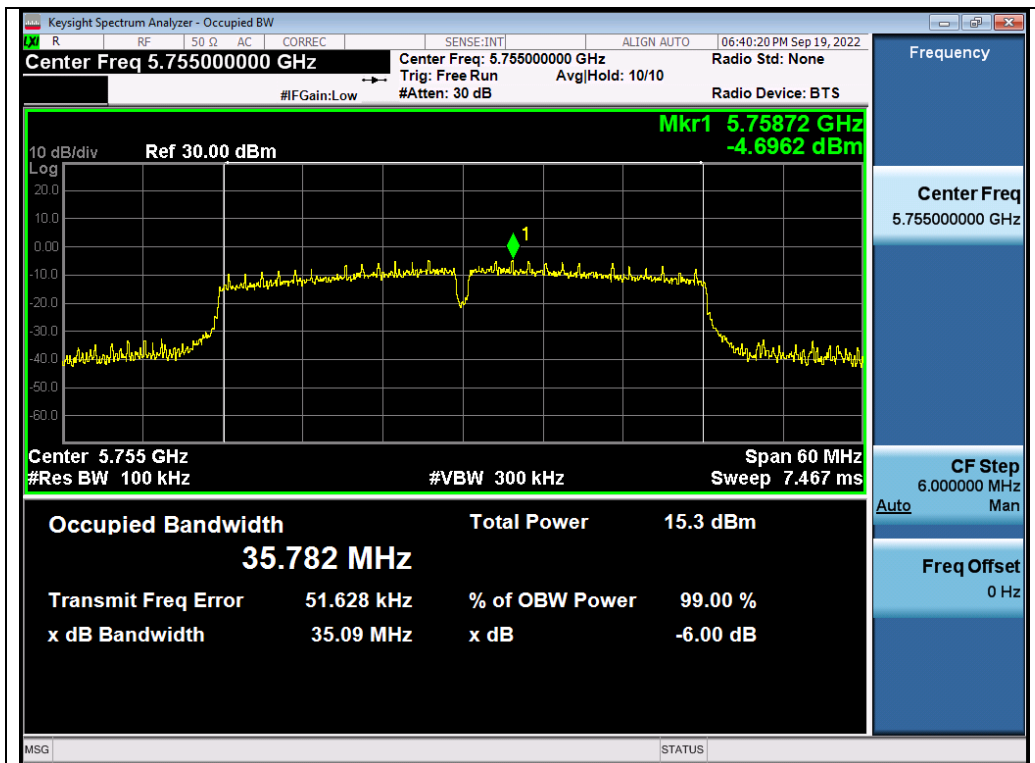 Keysight Spectrum Analyzer - Occupied BW
LXI R RF 50 Ω AC CORREC SENSE:INT ALIGN AUTO 06:40:20 PM Sep 19, 2022
Center Freq 5.755000000 GHz
Center Freq: 5.755000000 GHz
Radio Std: None
Trig: Free Run Avg|Hold: 10/10
#IFGain:Low
#Atten: 30 dB
Radio Device: BTS
Frequency
Mkr1 5.75872 GHz
-4.6962 dBm
10 dB/div Ref 30.00 dBm
Log
20.0
10.0
0.00
-10.0
-20.0
-30.0
-40.0
-50.0
-60.0
1
Center 5.755 GHz Span 60 MHz
#Res BW 100 kHz #VBW 300 kHz Sweep 7.467 ms
Center Freq
5.755000000 GHz
CF Step
6.000000 MHz
Auto Man
Freq Offset
0 Hz
Occupied Bandwidth Total Power 15.3 dBm
35.782 MHz
Transmit Freq Error 51.628 kHz % of OBW Power 99.00 %
x dB Bandwidth 35.09 MHz x dB -6.00 dB
MSG STATUS